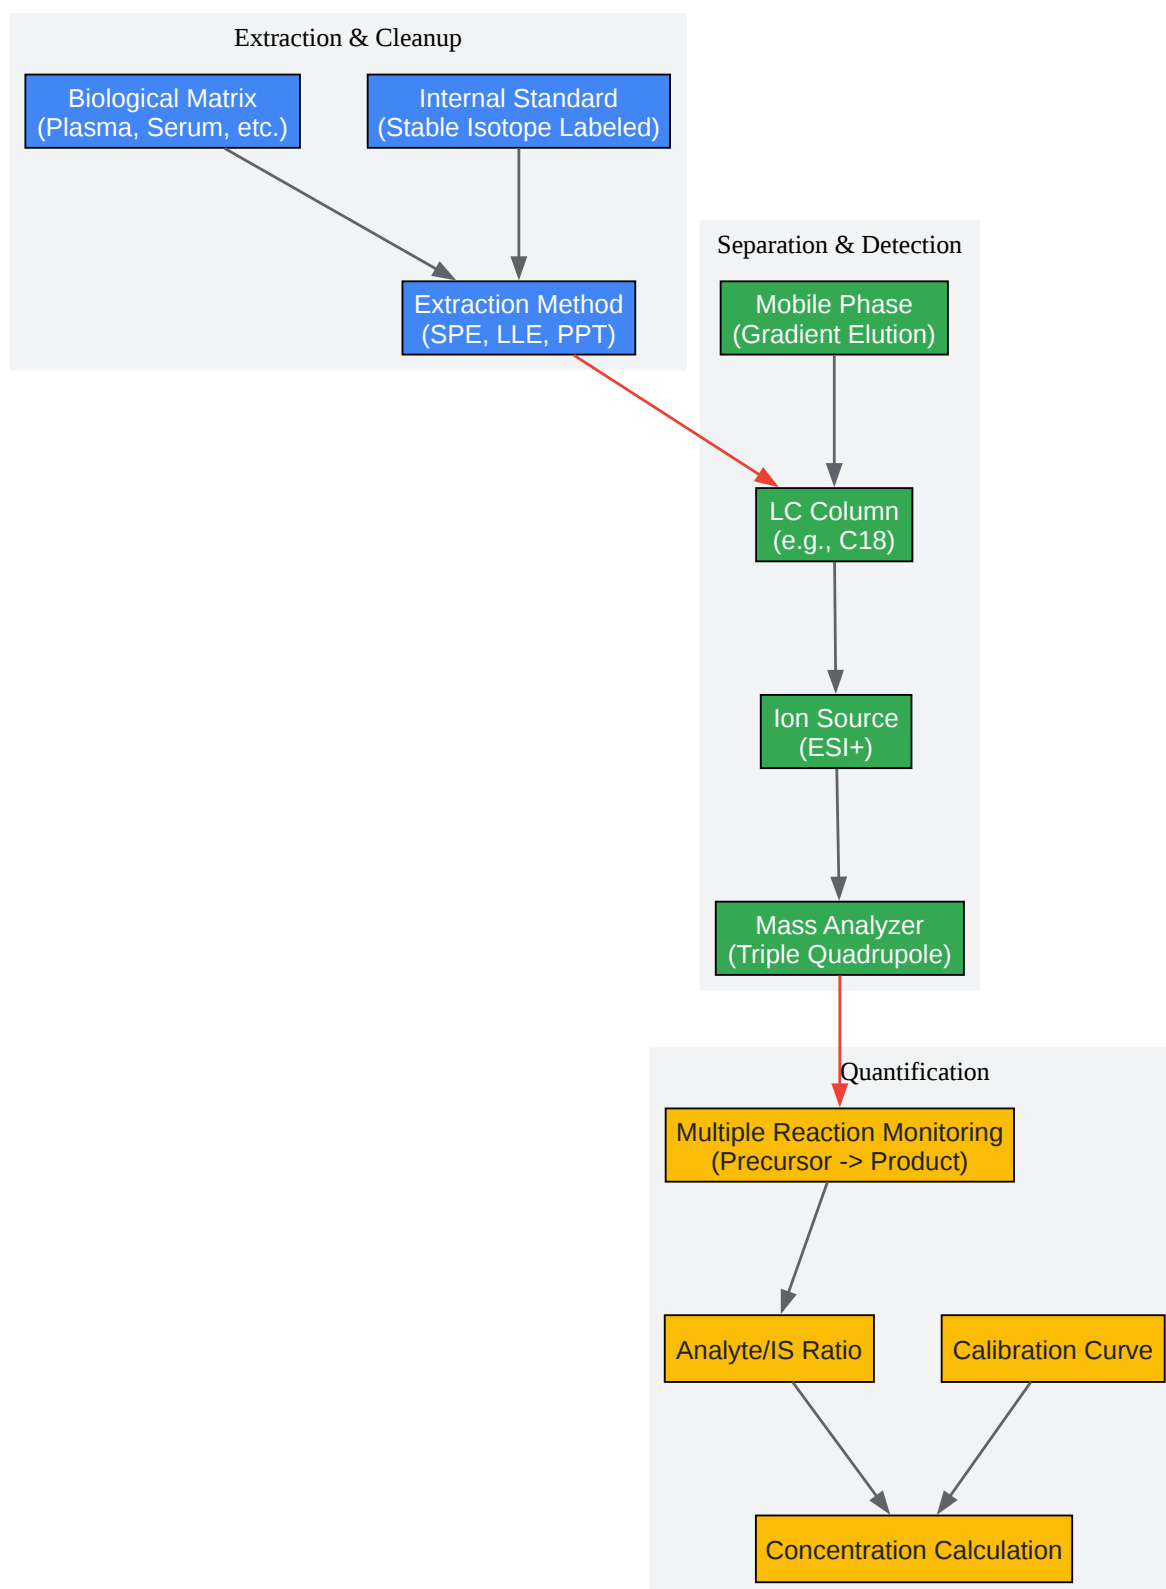 Extraction & Cleanup
Biological Matrix
(Plasma, Serum, etc.)
Internal Standard
(Stable Isotope Labeled)
Extraction Method
(SPE, LLE, PPT)
Separation & Detection
Mobile Phase
(Gradient Elution)
LC Column
(e.g., C18)
Ion Source
(ESI+)
Mass Analyzer
(Triple Quadrupole)
Quantification
Multiple Reaction Monitoring
(Precursor -> Product)
Analyte/IS Ratio
Calibration Curve
Concentration Calculation